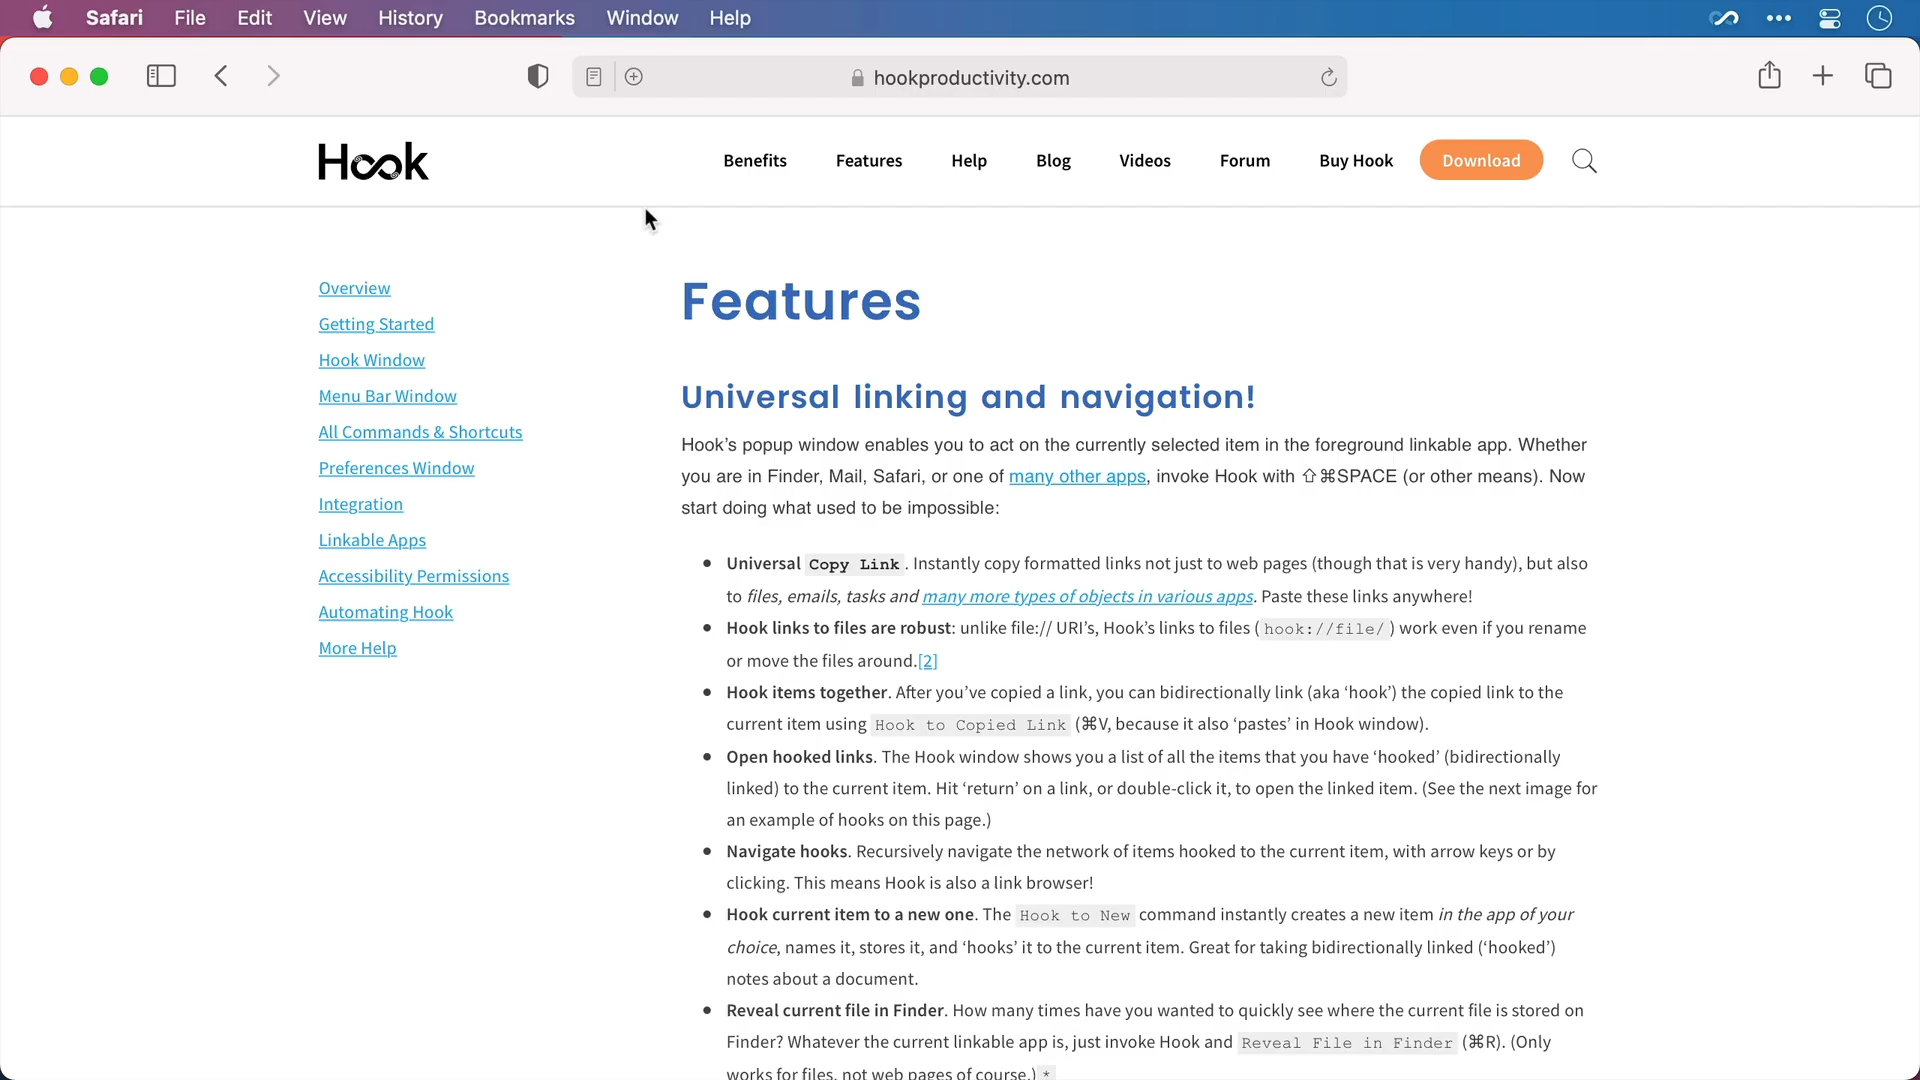 Safari File Edit View History Bookmarks Window Help
hookproductivity.com
Hook
Benefits Features Help Blog Videos Forum Buy Hook Download
Overview
Getting Started
Hook Window
Menu Bar Window
All Commands & Shortcuts
Preferences Window
Integration
Linkable Apps
Accessibility Permissions
Automating Hook
More Help
Features
Universal linking and navigation!
Hook’s popup window enables you to act on the currently selected item in the foreground linkable app. Whether
you are in Finder, Mail, Safari, or one of many other apps, invoke Hook with ⇧⌘SPACE (or other means). Now
start doing what used to be impossible:
• Universal Copy Link. Instantly copy formatted links not just to web pages (though that is very handy), but also
to files, emails, tasks and many more types of objects in various apps. Paste these links anywhere!
• Hook links to files are robust: unlike file:// URI’s, Hook’s links to files (hook://file/) work even if you rename
or move the files around.[2]
• Hook items together. After you’ve copied a link, you can bidirectionally link (aka ‘hook’) the copied link to the
current item using Hook to Copied Link (⌘V, because it also ‘pastes’ in Hook window).
• Open hooked links. The Hook window shows you a list of all the items that you have ‘hooked’ (bidirectionally
linked) to the current item. Hit ‘return’ on a link, or double-click it, to open the linked item. (See the next image for
an example of hooks on this page.)
• Navigate hooks. Recursively navigate the network of items hooked to the current item, with arrow keys or by
clicking. This means Hook is also a link browser!
• Hook current item to a new one. The Hook to New command instantly creates a new item in the app of your
choice, names it, stores it, and ‘hooks’ it to the current item. Great for taking bidirectionally linked (‘hooked’)
notes about a document.
• Reveal current file in Finder. How many times have you wanted to quickly see where the current file is stored on
Finder? Whatever the current linkable app is, just invoke Hook and Reveal File in Finder (⌘R). (Only
works for files, not web pages of course.) *